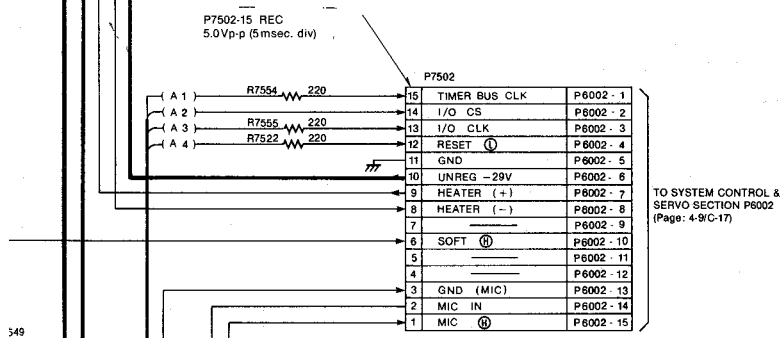 P7502-15 REC
5.0Vp-p (5msec. div)
P7502
( A 1 ) R7554 220 15 TIMER BUS CLK P6002 - 1
( A 2 ) 14 I/O CS P6002 - 2
( A 3 ) R7555 220 13 I/O CLK P6002 - 3
( A 4 ) R7522 220 12 RESET Ⓛ P6002 - 4
11 GND P6002 - 5
10 UNREG -29V P6002 - 6
9 HEATER (+) P6002 - 7
8 HEATER (-) P6002 - 8
7 P6002 - 9
6 SOFT Ⓗ P6002 - 10
5 P6002 - 11
4 P6002 - 12
3 GND (MIC) P6002 - 13
2 MIC IN P6002 - 14
1 MIC Ⓗ P6002 - 15
TO SYSTEM CONTROL &
SERVO SECTION P6002
(Page: 4-9/C-17)
549